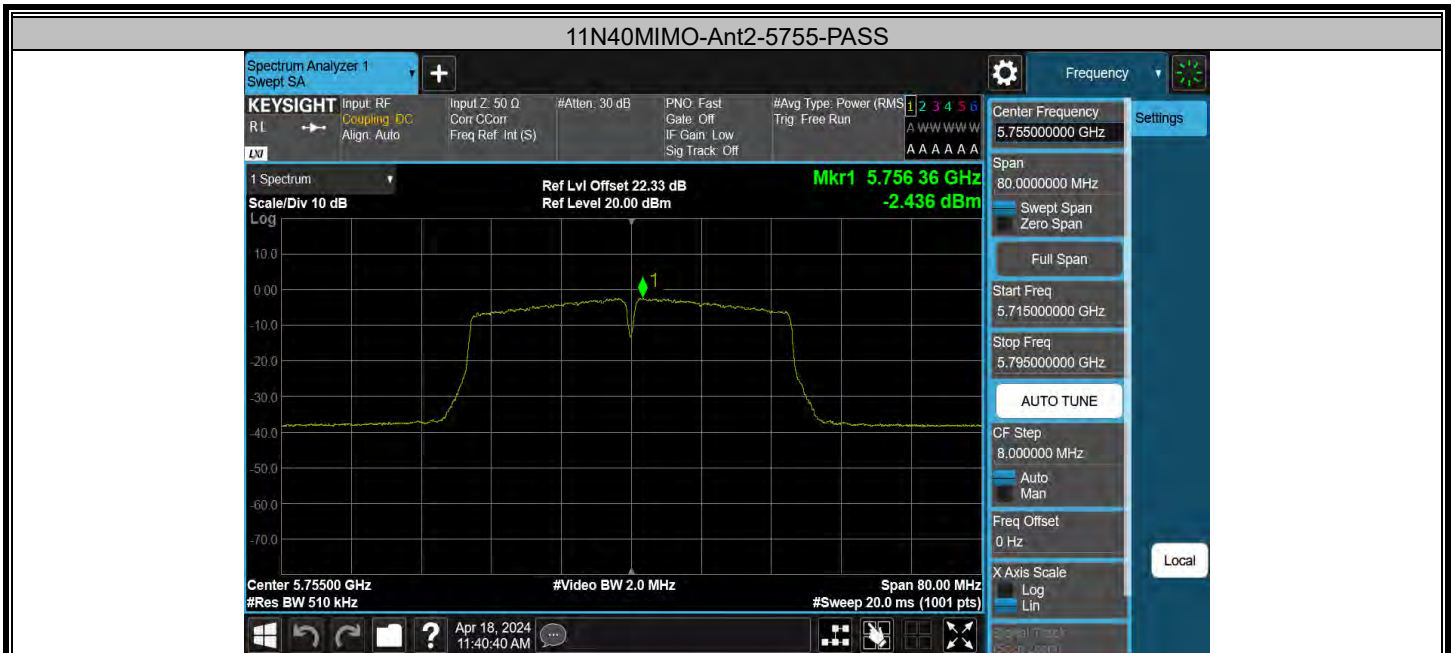 11N40MIMO-Ant2-5755-PASS
Spectrum Analyzer 1
Swept SA
+
Frequency
KEYSIGHT
RL
LXI
Input: RF
Coupling: DC
Align: Auto
Input Z: 50 Ω
Corr CCorr
Freq Ref: Int (S)
#Atten: 30 dB
PNO: Fast
Gate: Off
IF Gain: Low
Sig Track: Off
#Avg Type: Power (RMS
Trig: Free Run
1 2 3 4 5 6
A W W W W W
A A A A A A
Center Frequency
5.755000000 GHz
Settings
1 Spectrum
Scale/Div 10 dB
Ref Lvl Offset 22.33 dB
Ref Level 20.00 dBm
Mkr1 5.756 36 GHz
-2.436 dBm
Log
10.0
0.00
-10.0
-20.0
-30.0
-40.0
-50.0
-60.0
-70.0
1
Center 5.75500 GHz
#Res BW 510 kHz
#Video BW 2.0 MHz
Span 80.00 MHz
#Sweep 20.0 ms (1001 pts)
Span
80.0000000 MHz
Swept Span
Zero Span
Full Span
Start Freq
5.715000000 GHz
Stop Freq
5.795000000 GHz
AUTO TUNE
CF Step
8.000000 MHz
Auto
Man
Freq Offset
0 Hz
X Axis Scale
Log
Lin
Signal Track
Local
?
Apr 18, 2024
11:40:40 AM